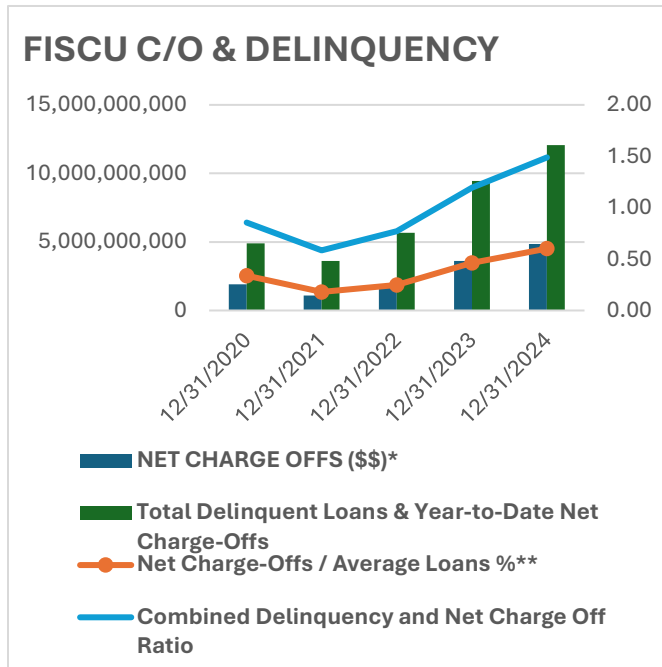 FISCU C/O & DELINQUENCY
15,000,000,000
2.00
1.50
10,000,000,000
1.00
5,000,000,000
0.50
0
0.00
12/31/2020
12/31/2021
12/31/2022
12/31/2023
12/31/2024
NET CHARGE OFFS ($$)*
Total Delinquent Loans & Year-to-Date Net
Charge-Offs
Net Charge-Offs / Average Loans %**
Combined Delinquency and Net Charge Off
Ratio